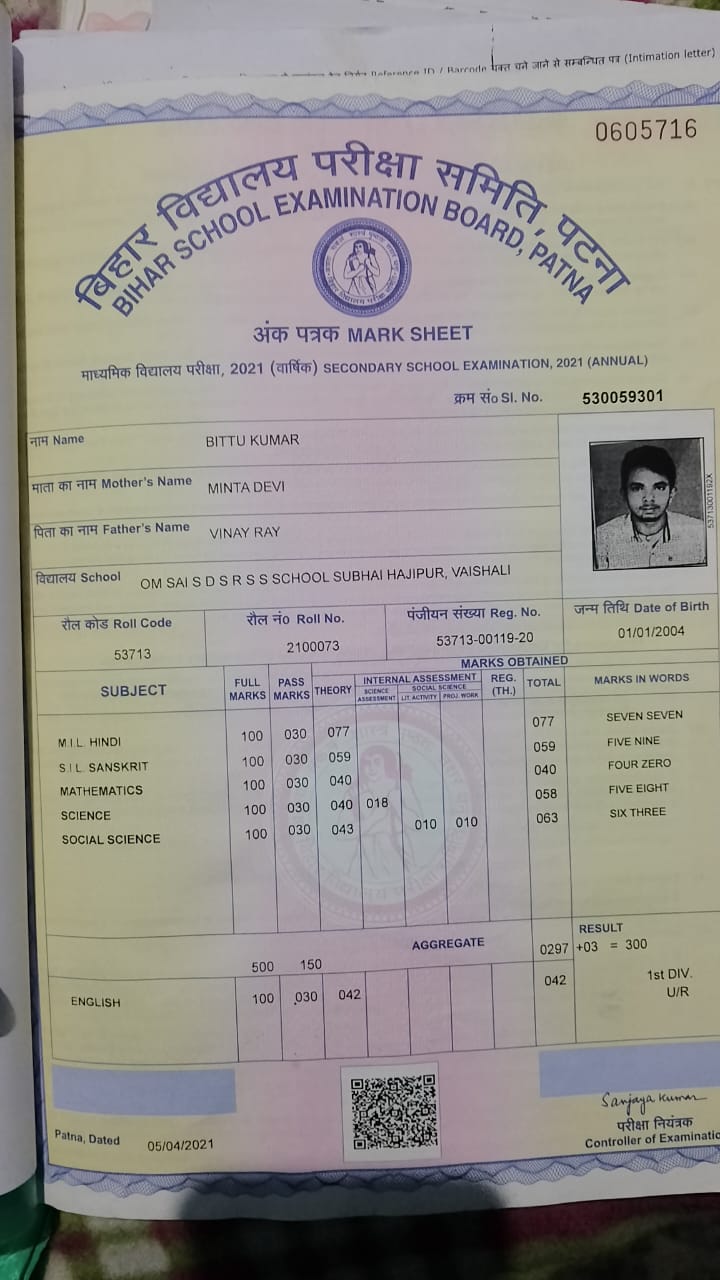 पत्र (Intimation letter)
0605716
बिहार विद्यालय परीक्षा समिति, पटना
BIHAR SCHOOL EXAMINATION BOARD, PATNA
अंक पत्रक MARK SHEET
माध्यमिक विद्यालय परीक्षा, 2021 (वार्षिक) SECONDARY SCHOOL EXAMINATION, 2021 (ANNUAL)
क्रम सं० Sl. No. 530059301
नाम Name BITTU KUMAR
माता का नाम Mother's Name MINTA DEVI
पिता का नाम Father's Name VINAY RAY
विद्यालय School OM SAI S D S R S S SCHOOL SUBHAI HAJIPUR, VAISHALI
53713001192X
रौल कोड Roll Code रौल नं० Roll No. पंजीयन संख्या Reg. No. जन्म तिथि Date of Birth
53713 2100073 53713-00119-20 01/01/2004
MARKS OBTAINED
SUBJECT FULL MARKS PASS MARKS THEORY INTERNAL ASSESSMENT REG. (TH.) TOTAL MARKS IN WORDS
SCIENCE ASSESSMENT SOCIAL SCIENCE LIT. ACTIVITY PROJ. WORK
M.I.L. HINDI 100 030 077 077 SEVEN SEVEN
S.I.L. SANSKRIT 100 030 059 059 FIVE NINE
MATHEMATICS 100 030 040 040 FOUR ZERO
SCIENCE 100 030 040 018 058 FIVE EIGHT
SOCIAL SCIENCE 100 030 043 010 010 063 SIX THREE
AGGREGATE RESULT
500 150 0297 +03 = 300
ENGLISH 100 030 042 042 1st DIV.
U/R
Sanjaya Kumar
Patna, Dated 05/04/2021 परीक्षा नियंत्रक
Controller of Examinatio